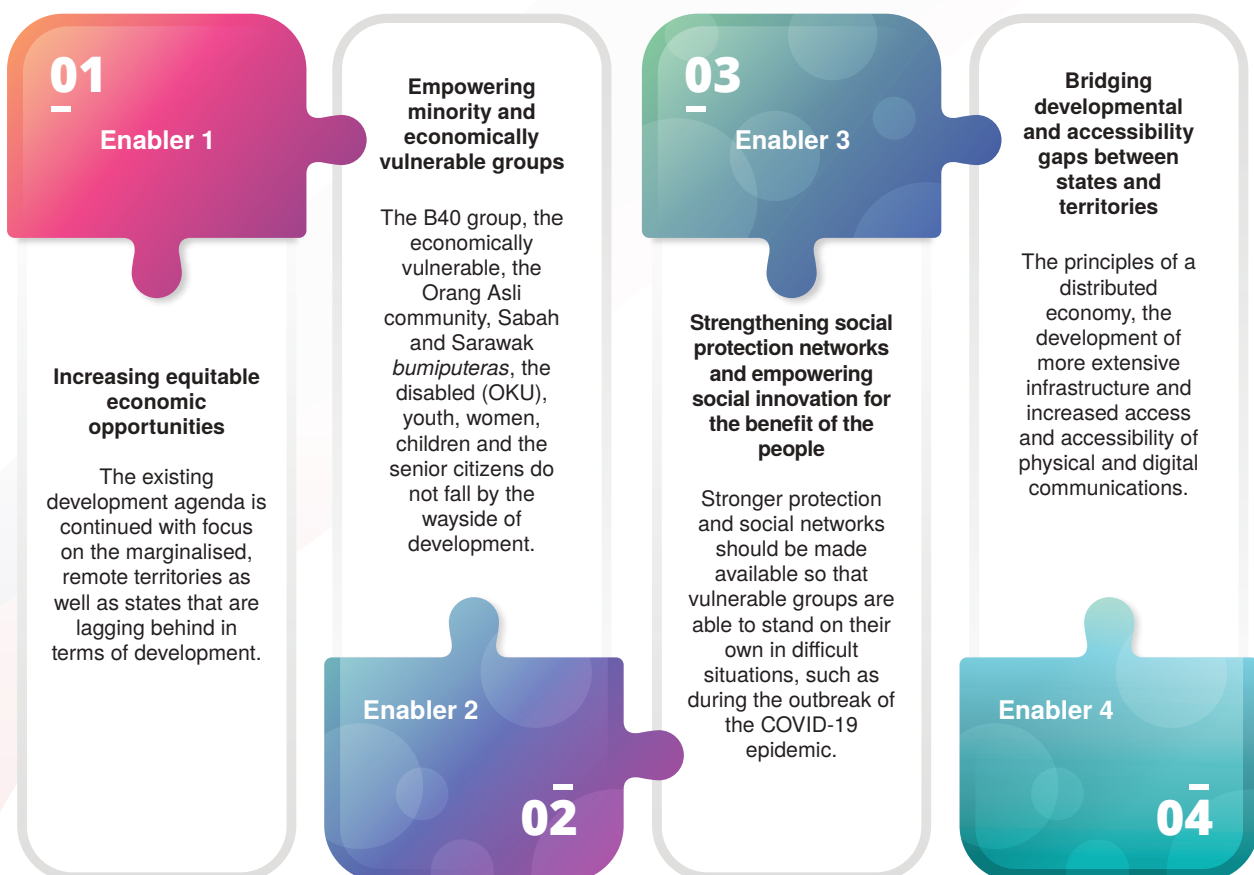 01
Enabler 1
Increasing equitable
economic
opportunities
The existing
development agenda is
continued with focus
on the marginalised,
remote territories as
well as states that are
lagging behind in
terms of development.
Empowering
minority and
economically
vulnerable groups
The B40 group, the
economically
vulnerable, the
Orang Asli
community, Sabah
and Sarawak
bumiputeras, the
disabled (OKU),
youth, women,
children and the
senior citizens do
not fall by the
wayside of
development.
Enabler 2
02
03
Enabler 3
Strengthening social
protection networks
and empowering
social innovation for
the benefit of the
people
Stronger protection
and social networks
should be made
available so that
vulnerable groups are
able to stand on their
own in difficult
situations, such as
during the outbreak of
the COVID-19
epidemic.
Bridging
developmental
and accessibility
gaps between
states and
territories
The principles of a
distributed
economy, the
development of
more extensive
infrastructure and
increased access
and accessibility of
physical and digital
communications.
Enabler 4
04